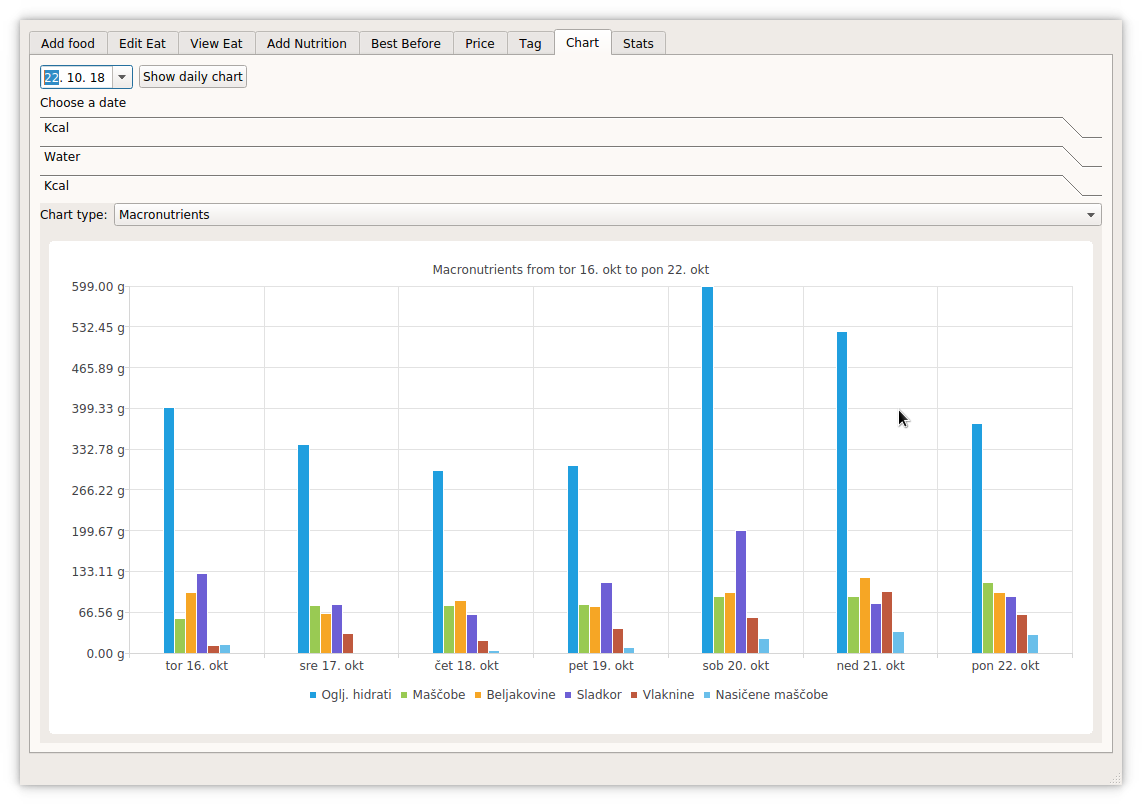 Add food Edit Eat View Eat Add Nutrition Best Before Price Tag Chart Stats
22. 10. 18 Show daily chart
Choose a date
Kcal
Water
Kcal
Chart type: Macronutrients
Macronutrients from tor 16. okt to pon 22. okt
599.00 g
532.45 g
465.89 g
399.33 g
332.78 g
266.22 g
199.67 g
133.11 g
66.56 g
0.00 g
tor 16. okt sre 17. okt čet 18. okt pet 19. okt sob 20. okt ned 21. okt pon 22. okt
Oglj. hidrati Maščobe Beljakovine Sladkor Vlaknine Nasičene maščobe